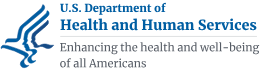 U.S. Department of
Health and Human Services
Enhancing the health and well-being
of all Americans